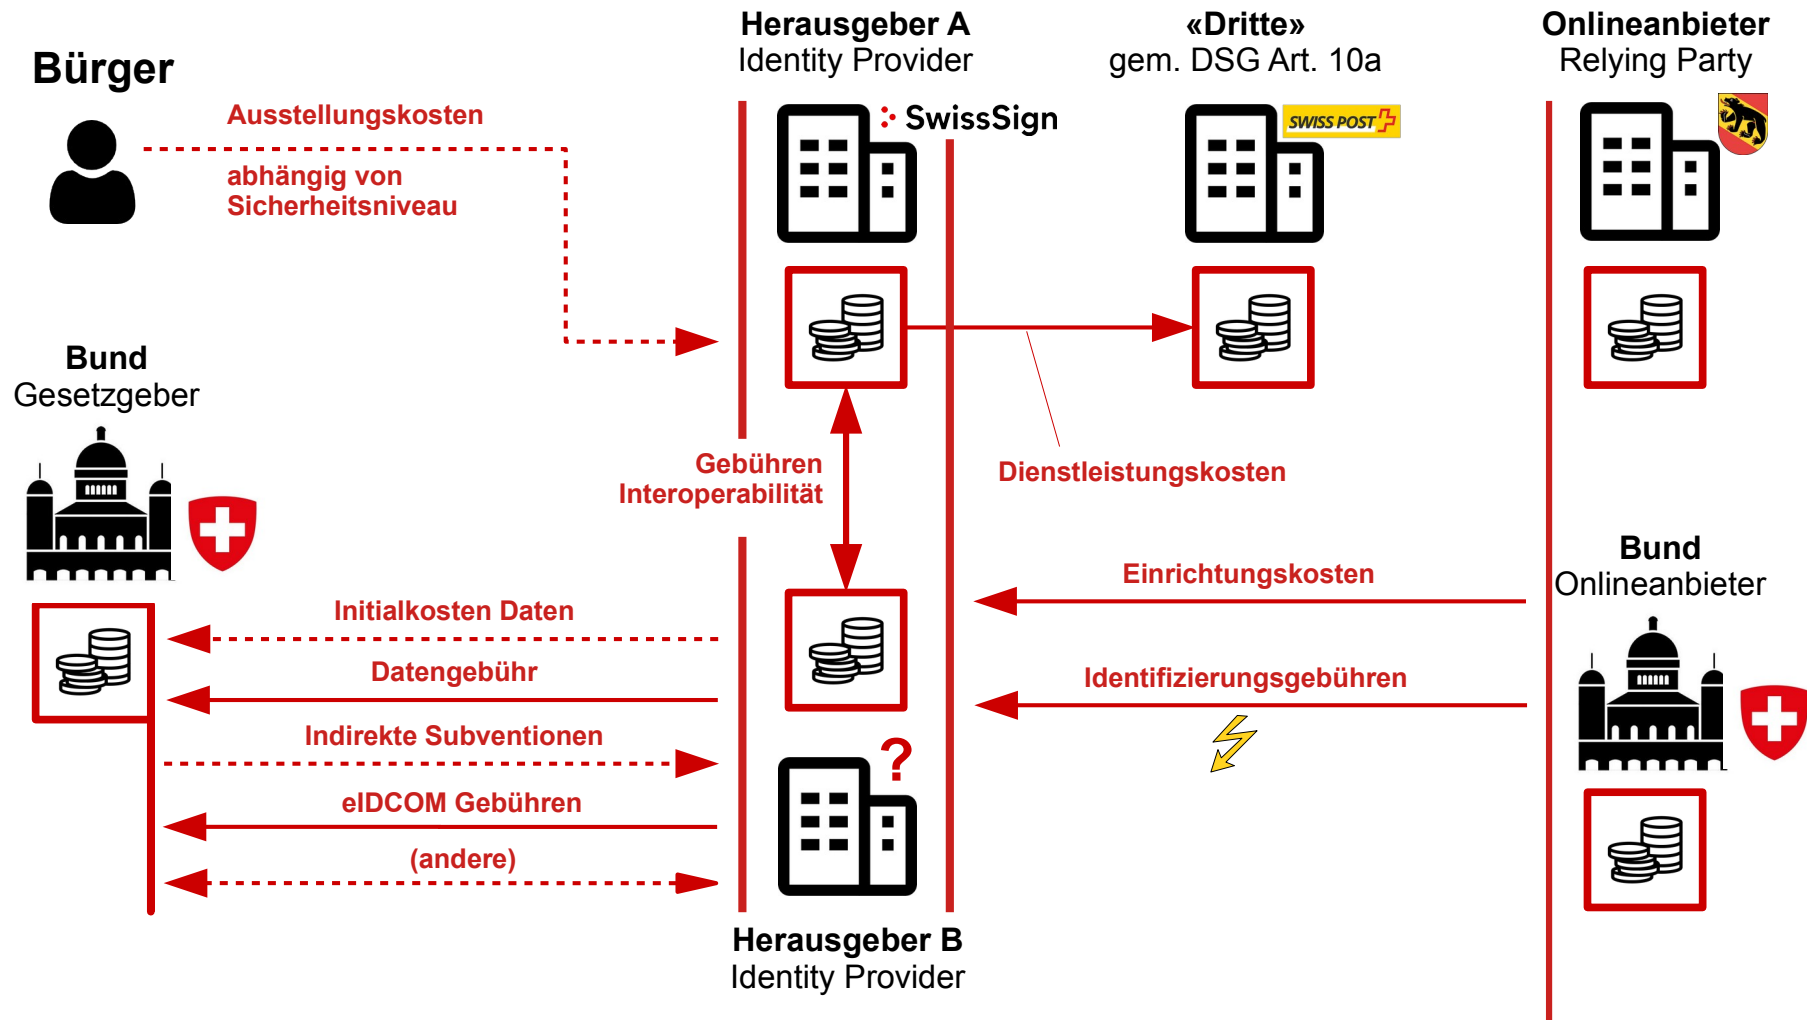 Bürger
Ausstellungskosten
abhängig von
Sicherheitsniveau
Herausgeber A
Identity Provider
SwissSign
«Dritte»
gem. DSG Art. 10a
SWISS POST
Onlineanbieter
Relying Party
Bund
Gesetzgeber
Gebühren
Interoperabilität
Dienstleistungskosten
Initialkosten Daten
Datengebühr
Indirekte Subventionen
eIDCOM Gebühren
(andere)
Einrichtungskosten
Identifizierungsgebühren
Bund
Onlineanbieter
?
Herausgeber B
Identity Provider